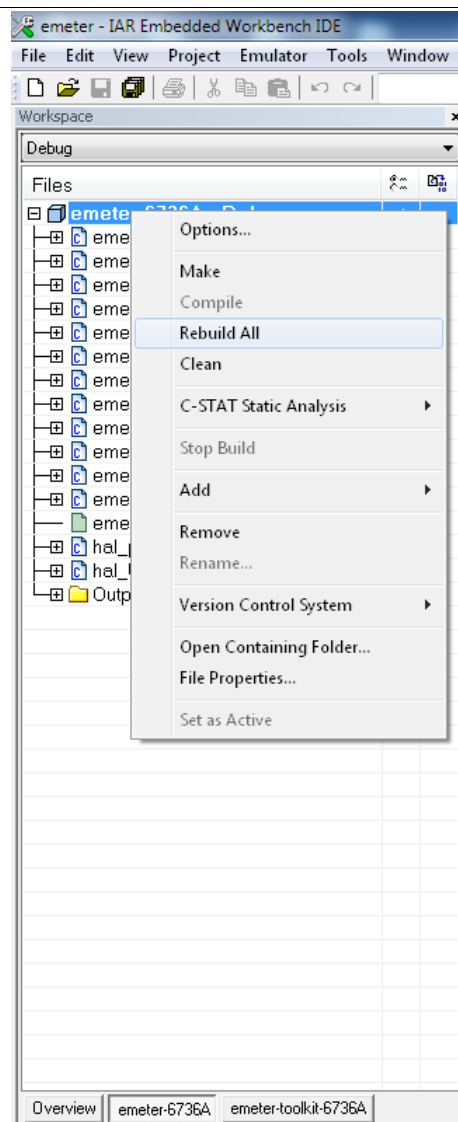 emeter - IAR Embedded Workbench IDE
File Edit View Project Emulator Tools Window
Workspace
Debug
Files
Options...
eme
Make
eme
Compile
eme
Rebuild All
eme
Clean
eme
eme
C-STAT Static Analysis
eme
eme
Stop Build
eme
eme
Add
eme
eme
Remove
eme
Rename...
hal_
hal_
Outp
Version Control System
Open Containing Folder...
File Properties...
Set as Active
Overview emeter-6736A emeter-toolkit-6736A